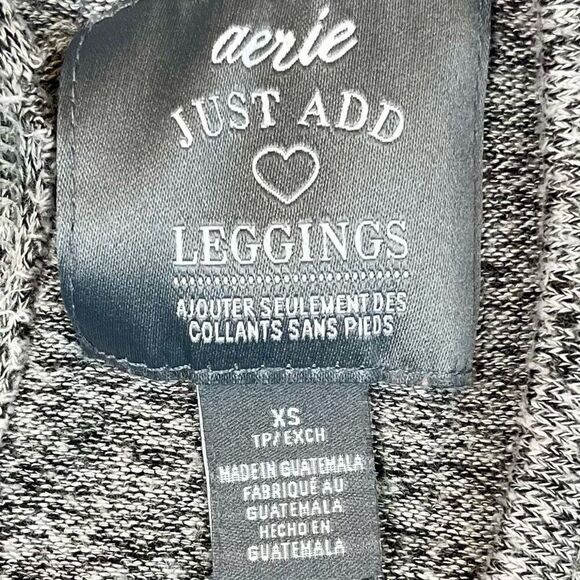 aerie
JUST ADD
LEGGINGS
AJOUTER SEULEMENT DES
COLLANTS SANS PIEDS
XS
TP/EXCH
MADE IN GUATEMALA
FABRIQUÉ AU
GUATEMALA
HECHO EN
GUATEMALA